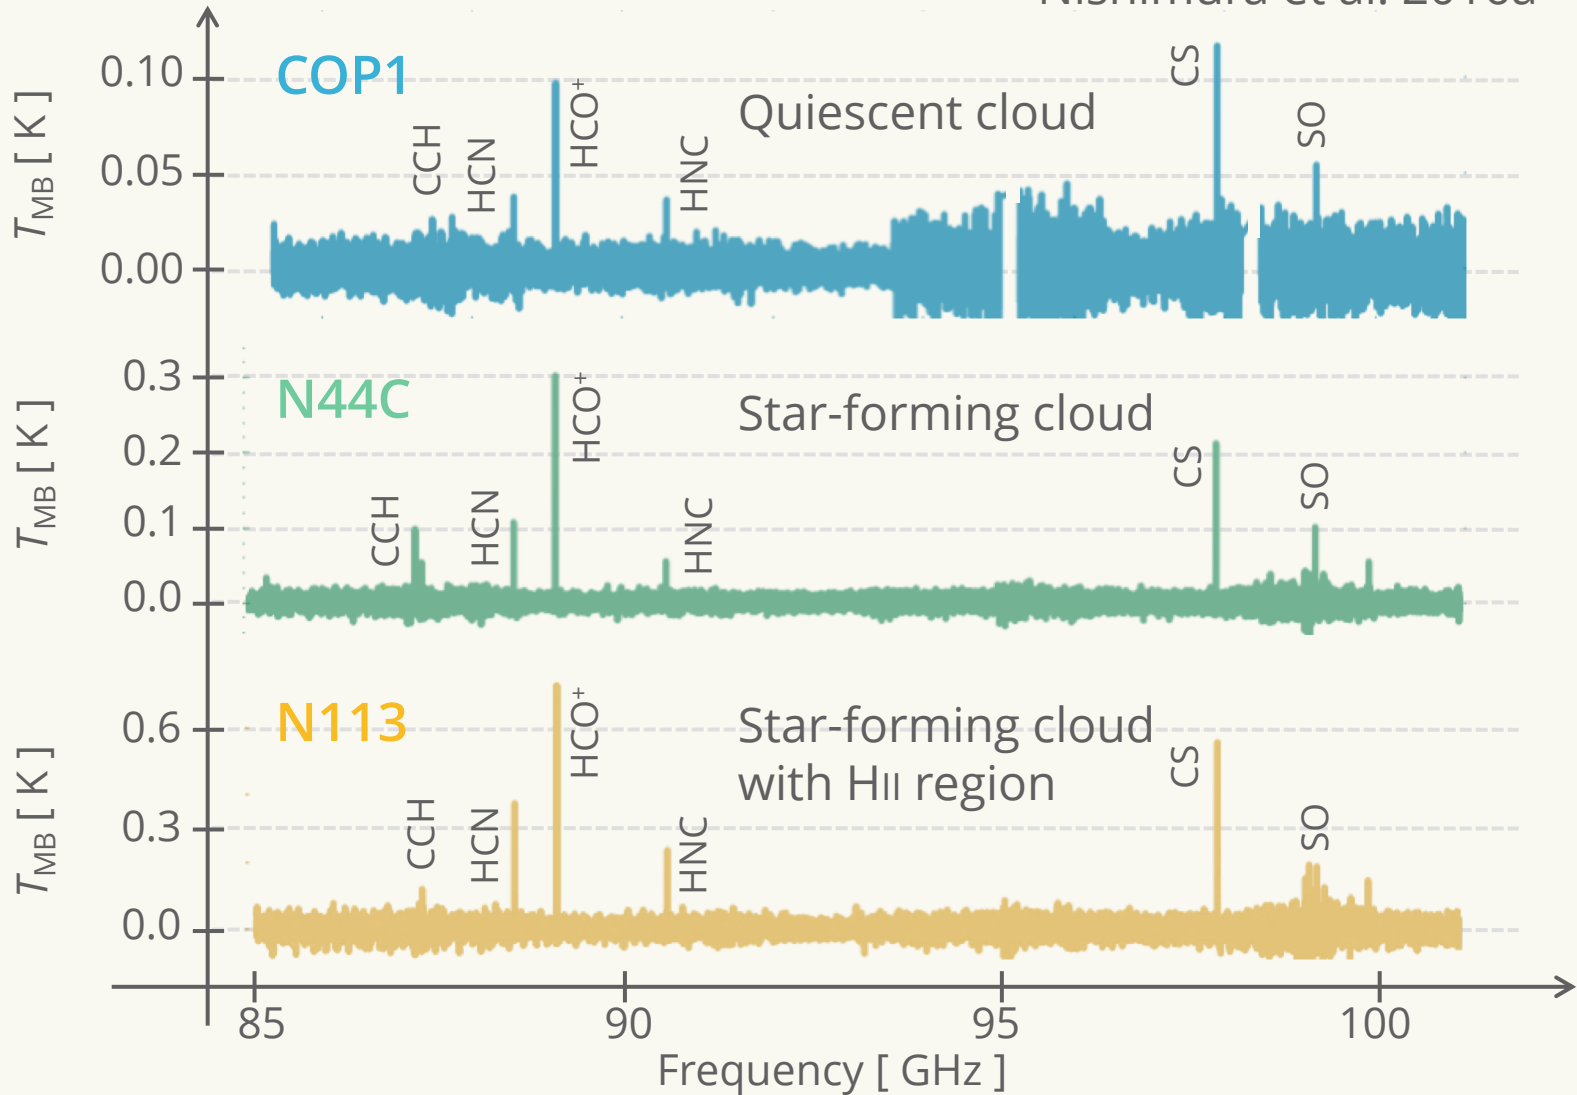 COP1
Quiescent cloud
T MB [ K ]
0.10
0.05
0.00
CCH
HCN
HCO⁺
HNC
CS
SO
N44C
Star-forming cloud
T MB [ K ]
0.3
0.2
0.1
0.0
CCH
HCN
HCO⁺
HNC
CS
SO
N113
Star-forming cloud
with HII region
T MB [ K ]
0.6
0.3
0.0
CCH
HCN
HCO⁺
HNC
CS
SO
85
90
95
100
Frequency [ GHz ]